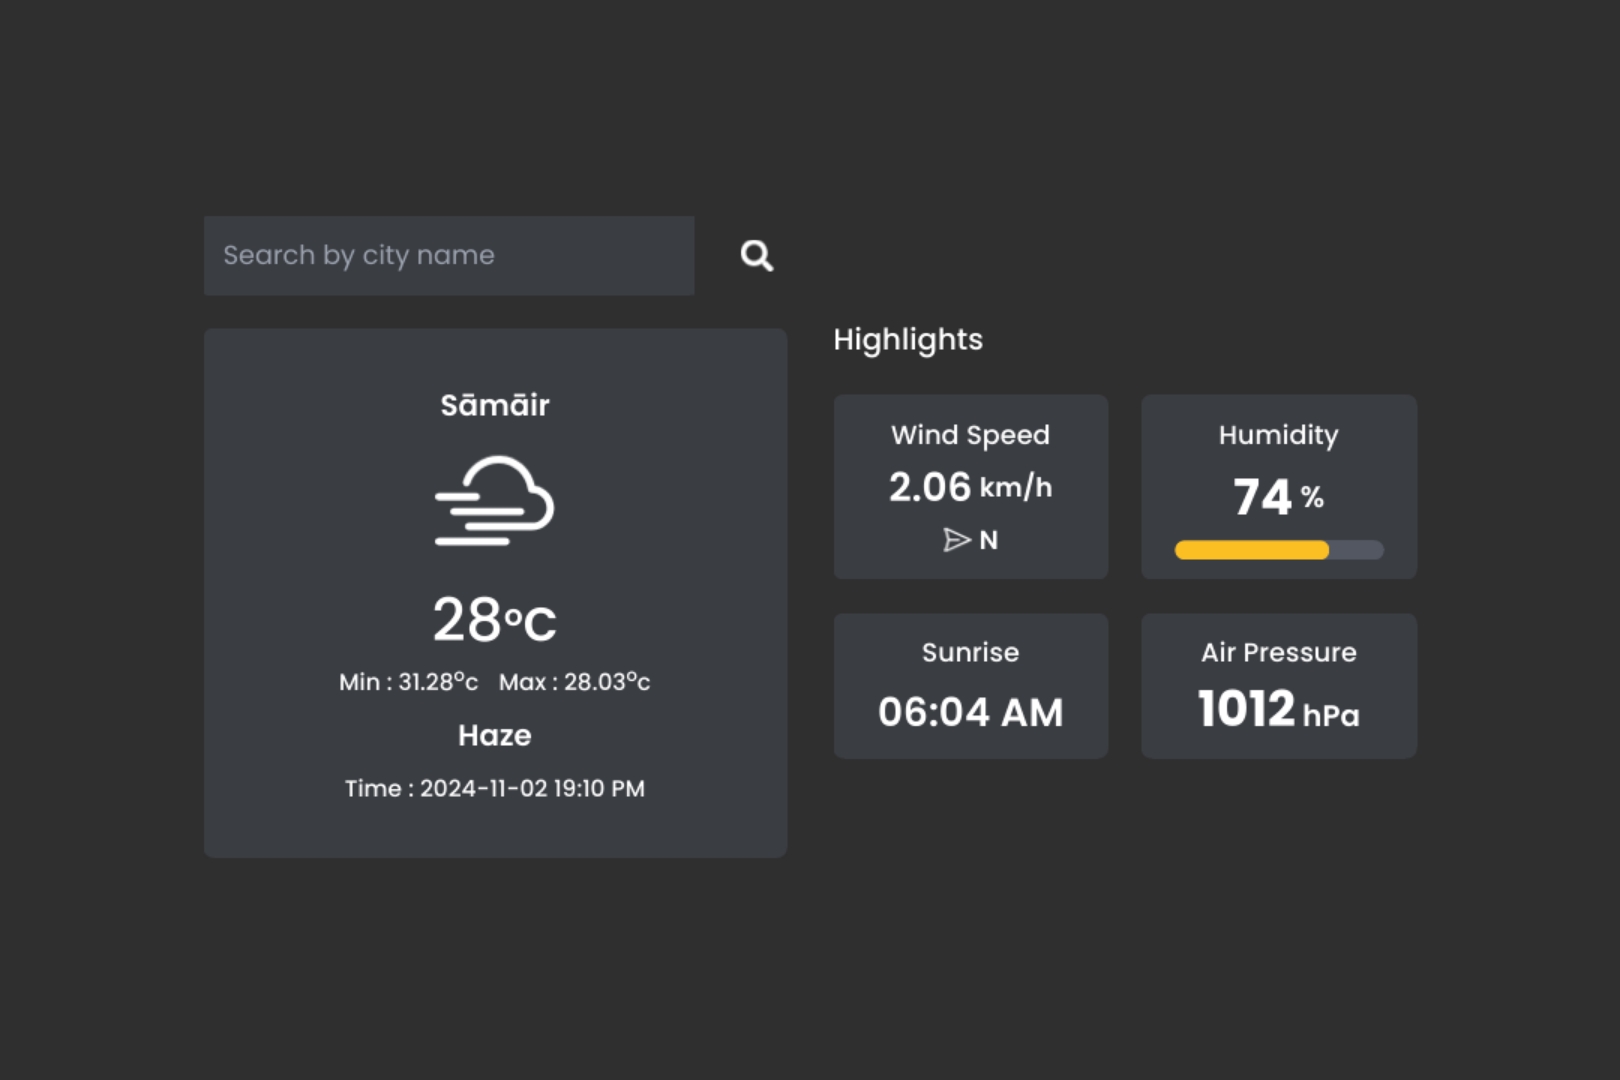 Search by city name
Sāmāir
28°C
Min : 31.28°c Max : 28.03°c
Haze
Time : 2024-11-02 19:10 PM
Highlights
Wind Speed
2.06 km/h
N
Humidity
74 %
Sunrise
06:04 AM
Air Pressure
1012 hPa